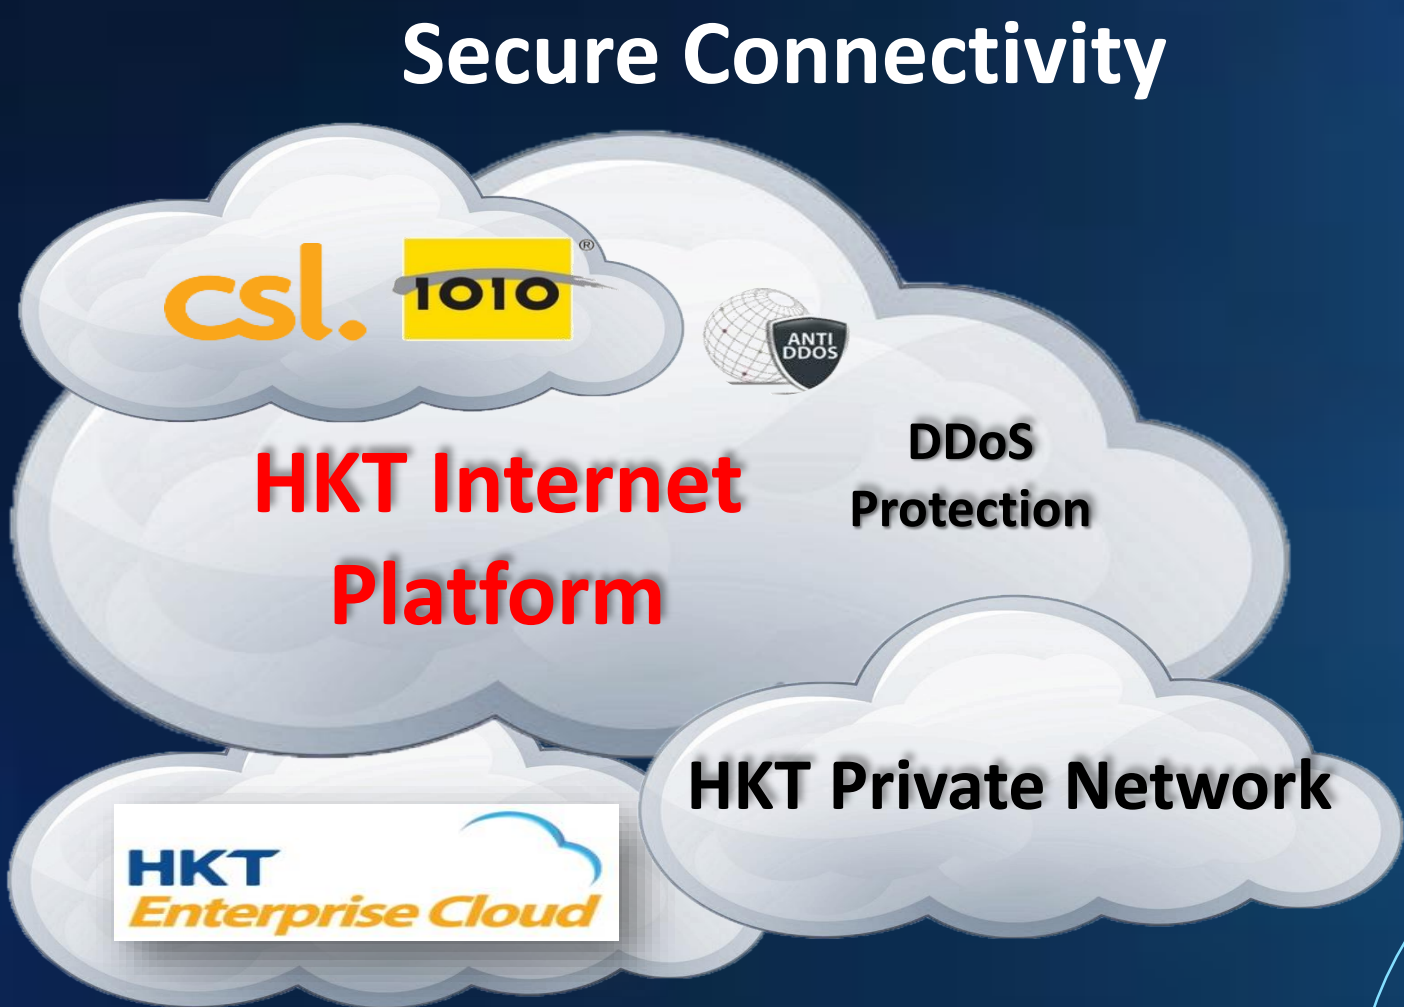 Secure Connectivity
csl.
1010
®
ANTI
DDOS
DDoS
Protection
HKT Internet
Platform
HKT Private Network
HKT
Enterprise Cloud